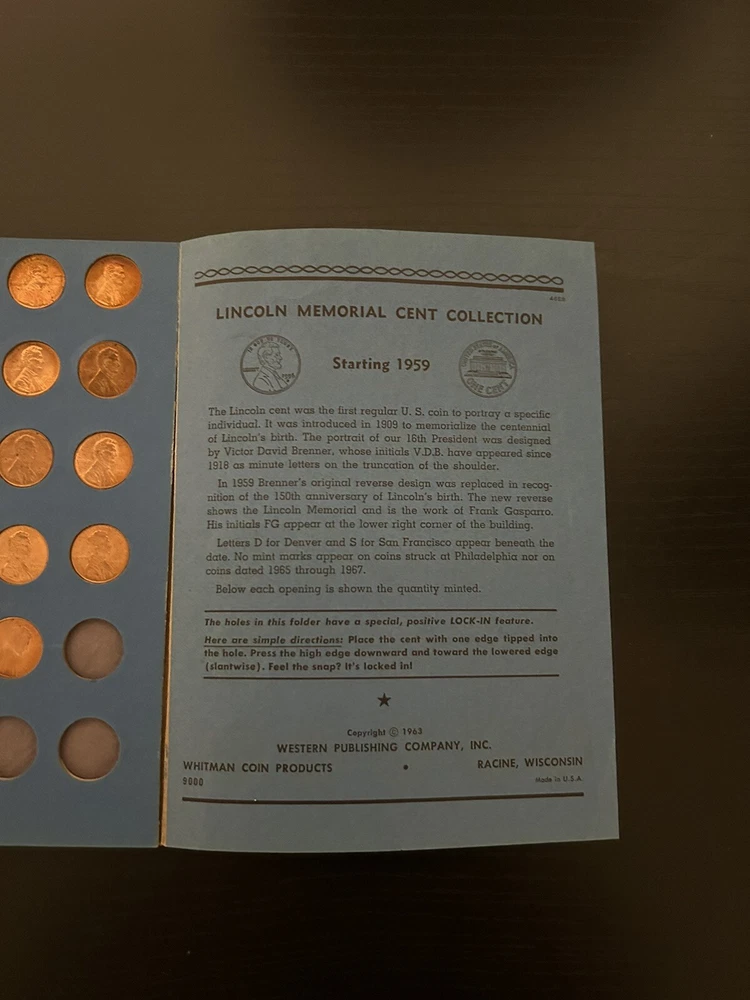 LINCOLN MEMORIAL CENT COLLECTION
Starting 1959
ONE CENT
The Lincoln cent was the first regular U. S. coin to portray a specific
individual. It was introduced in 1909 to memorialize the centennial
of Lincoln's birth. The portrait of our 16th President was designed
by Victor David Brenner, whose initials V.D.B. have appeared since
1918 as minute letters on the truncation of the shoulder.
In 1959 Brenner's original reverse design was replaced in recog-
nition of the 150th anniversary of Lincoln's birth. The new reverse
shows the Lincoln Memorial and is the work of Frank Gasparro.
His initials FG appear at the lower right corner of the building.
Letters D for Denver and S for San Francisco appear beneath the
date. No mint marks appear on coins struck at Philadelphia nor on
coins dated 1965 through 1967.
Below each opening is shown the quantity minted.
The holes in this folder have a special, positive LOCK-IN feature.
Here are simple directions: Place the cent with one edge tipped into
the hole. Press the high edge downward and toward the lowered edge
(slantwise). Feel the snap? It's locked in!
Copyright © 1963
WESTERN PUBLISHING COMPANY, INC.
WHITMAN COIN PRODUCTS • RACINE, WISCONSIN
9000
Made in U.S.A.